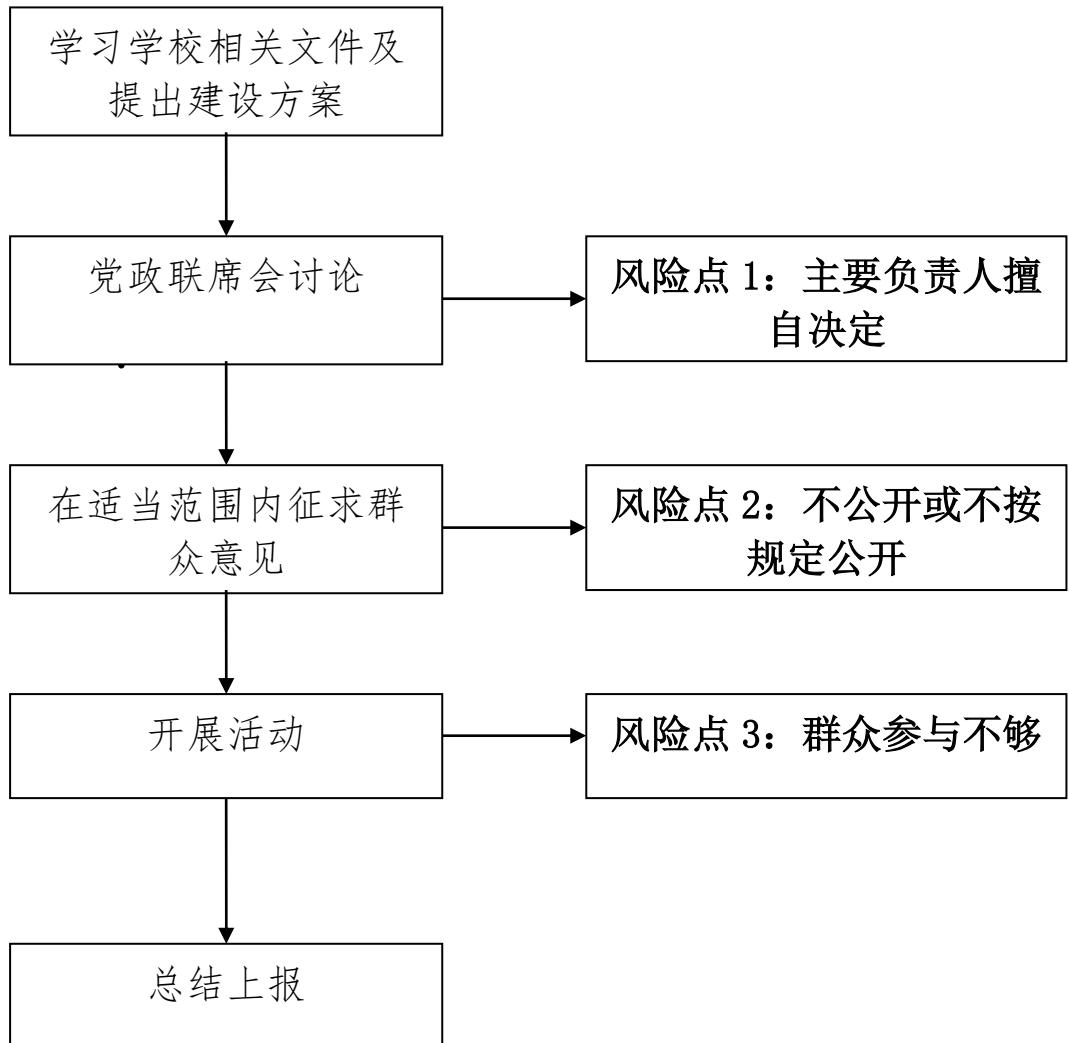 学习学校相关文件及
提出建设方案
党政联席会讨论
风险点 1：主要负责人擅
自决定
在适当范围内征求群
众意见
风险点 2：不公开或不按
规定公开
开展活动
风险点 3：群众参与不够
总结上报